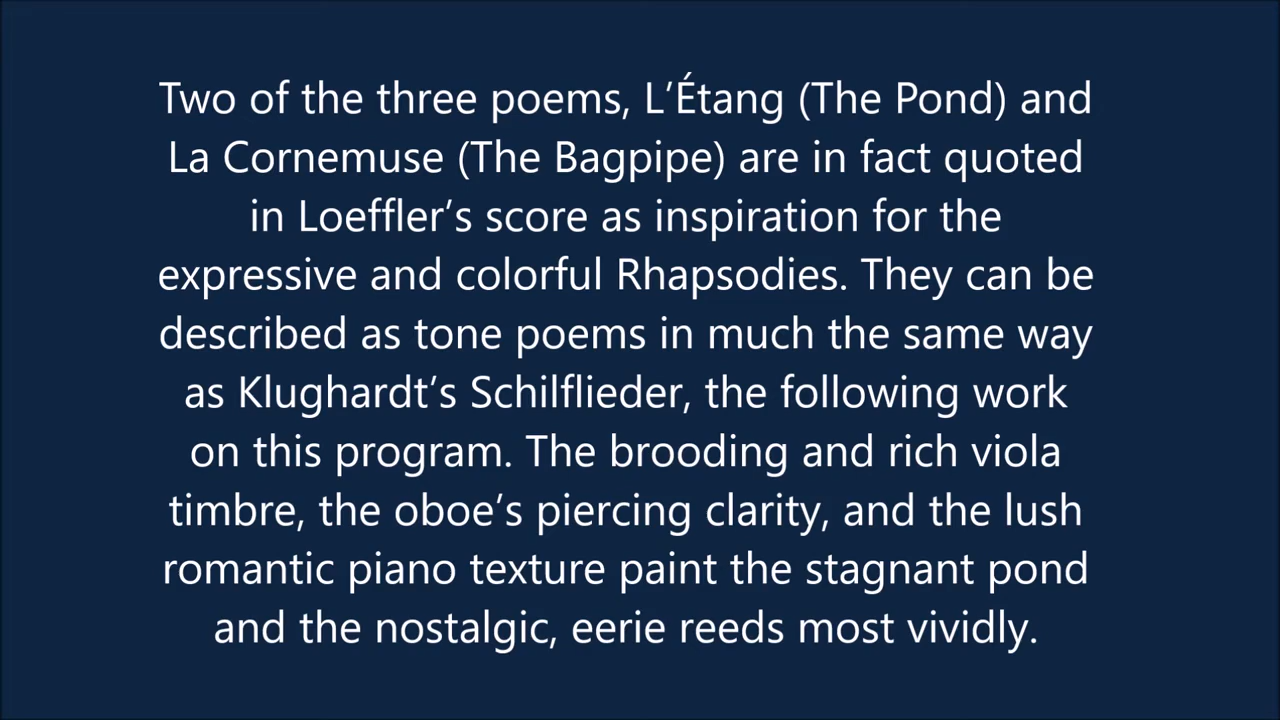 Two of the three poems, L’Étang (The Pond) and
La Cornemuse (The Bagpipe) are in fact quoted
in Loeffler’s score as inspiration for the
expressive and colorful Rhapsodies. They can be
described as tone poems in much the same way
as Klughardt’s Schilflieder, the following work
on this program. The brooding and rich viola
timbre, the oboe’s piercing clarity, and the lush
romantic piano texture paint the stagnant pond
and the nostalgic, eerie reeds most vividly.